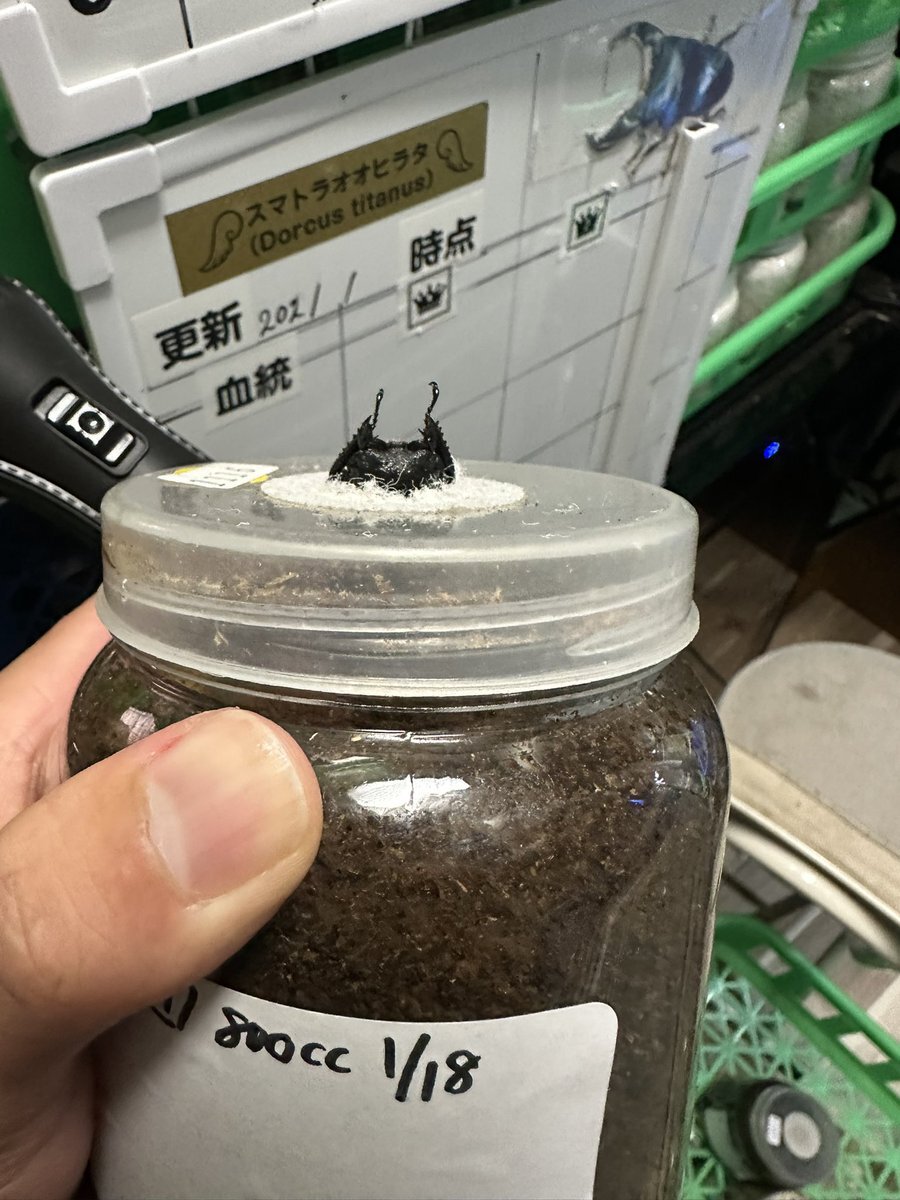 スマトラオオヒラタ
(Dorcus titanus)
時点
更新 202/ /
血統
800cc 1/18